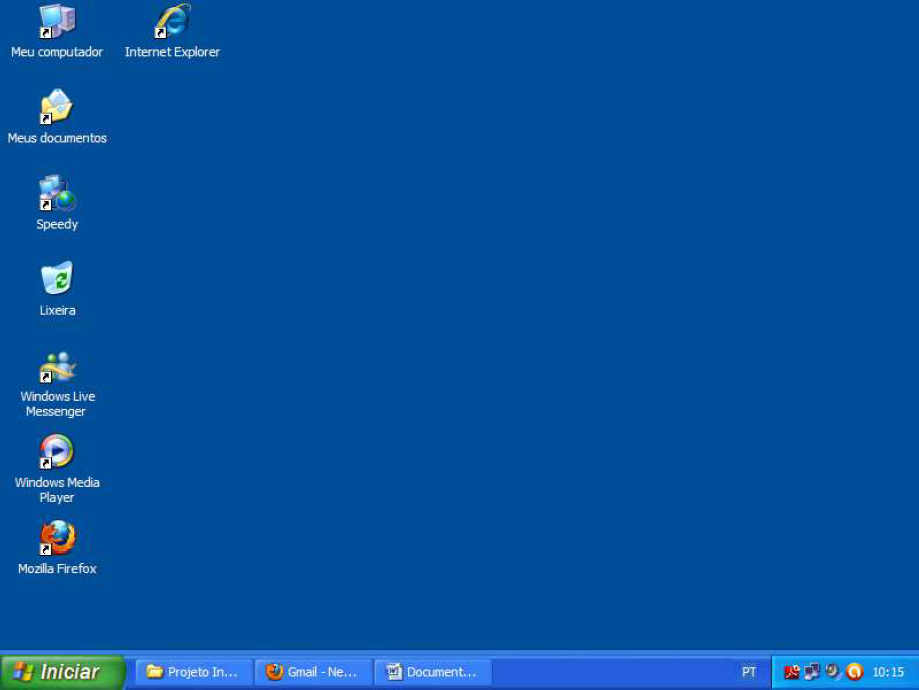 Meu computador
Internet Explorer
Meus documentos
Speedy
Lixeira
Windows Live
Messenger
Windows Media
Player
Mozilla Firefox
Iniciar
Projeto In...
Gmail - Ne...
Document...
PT
10:15